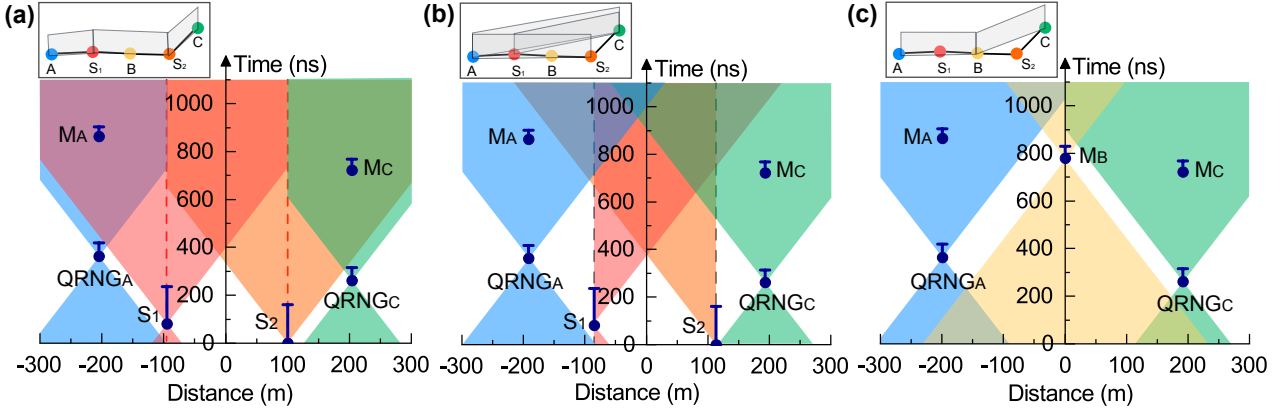 (a)
A
S1
B
S2
C
Time (ns)
1000
800
600
400
200
0
MA
MC
QRNGA
QRNGC
S1
S2
-300 -200 -100 0 100 200 300
Distance (m)
(b)
A
S1
B
S2
C
Time (ns)
1000
800
600
400
200
0
MA
MC
QRNGA
QRNGC
S1
S2
-300 -200 -100 0 100 200 300
Distance (m)
(c)
A
S1
B
S2
C
Time (ns)
1000
800
600
400
200
0
MA
MB
MC
QRNGA
QRNGC
-300 -200 -100 0 100 200 300
Distance (m)